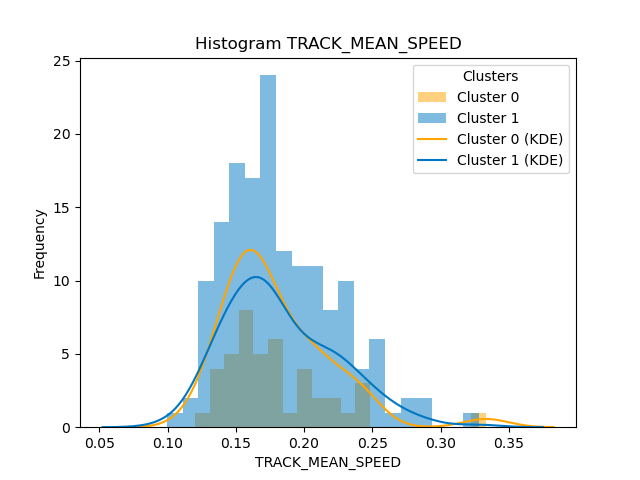 Histogram TRACK_MEAN_SPEED
Clusters
Cluster 0
Cluster 1
Cluster 0 (KDE)
Cluster 1 (KDE)
Frequency
25
20
15
10
5
0
0.05 0.10 0.15 0.20 0.25 0.30 0.35
TRACK_MEAN_SPEED